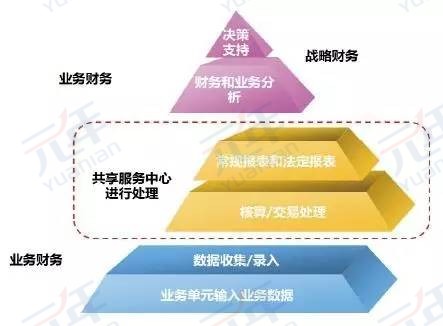 决策
支持
战略财务
业务财务
财务和业务分
析
常规报表和法定报表
共享服务中心
进行处理
核算/交易处理
业务财务
数据收集/录入
业务单元输入业务数据
元年
Yuanian